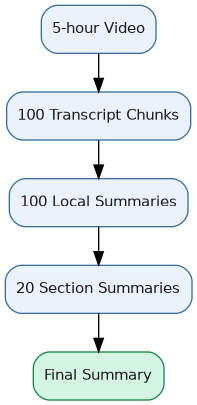 5-hour Video
100 Transcript Chunks
100 Local Summaries
20 Section Summaries
Final Summary